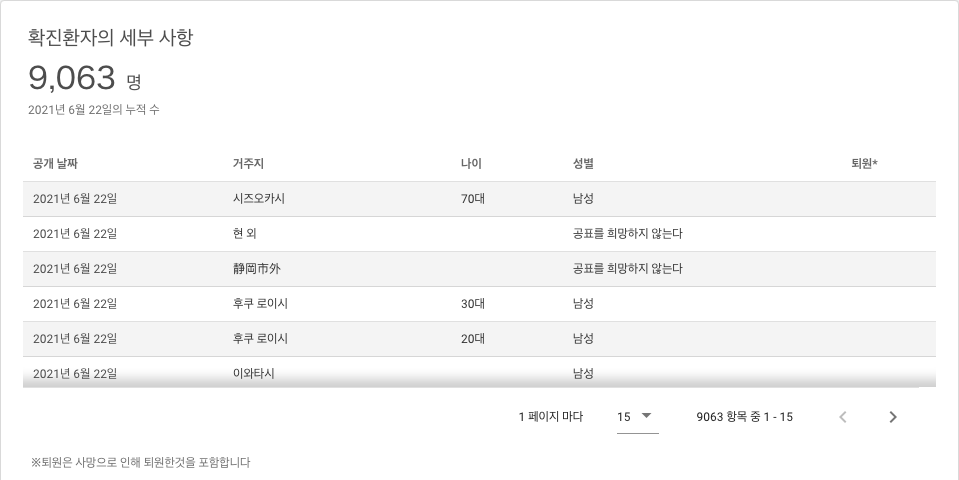 확진환자의 세부 사항
9,063 명
2021년 6월 22일의 누적 수
공개 날짜 거주지 나이 성별 퇴원*
2021년 6월 22일 시즈오카시 70대 남성
2021년 6월 22일 현 외 공표를 희망하지 않는다
2021년 6월 22일 静岡市外 공표를 희망하지 않는다
2021년 6월 22일 후쿠 로이시 30대 남성
2021년 6월 22일 후쿠 로이시 20대 남성
2021년 6월 22일 이와타시 남성
1 페이지 마다 15 9063 항목 중 1 - 15
※퇴원은 사망으로 인해 퇴원한것을 포함합니다